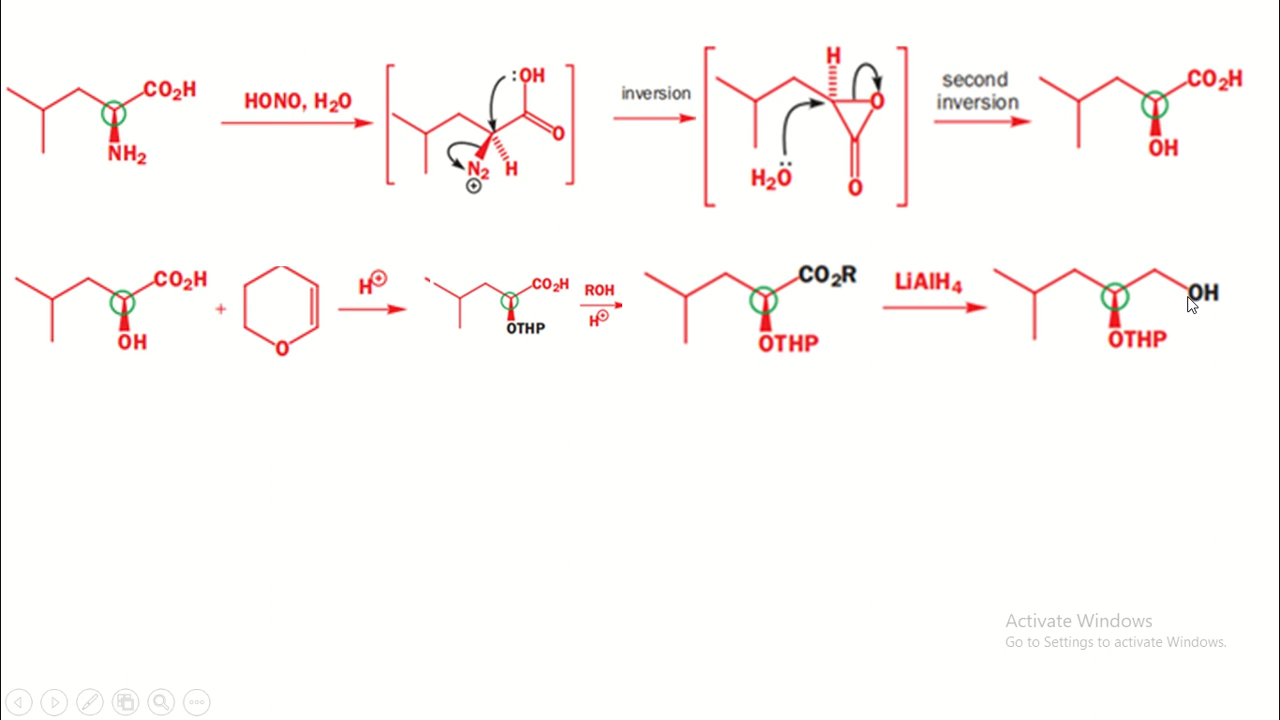 CO₂H
NH₂
HONO, H₂O
:OH
O
N₂
⊕
H
inversion
H
O
O
H₂Ö
second
inversion
CO₂H
OH
CO₂H
OH
+
O
H⊕
CO₂H
OTHP
ROH
H⊕
CO₂R
OTHP
LiAlH₄
OH
OTHP
Activate Windows
Go to Settings to activate Windows.